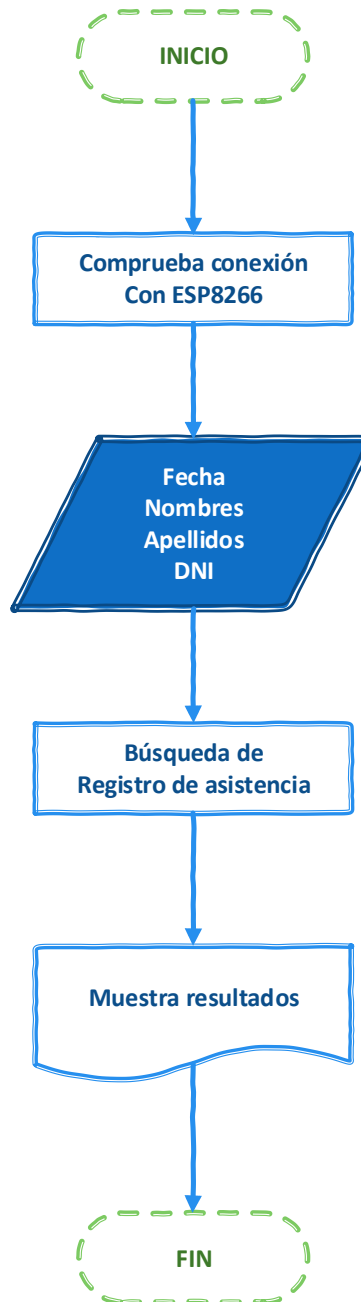 INICIO
Comprueba conexión
Con ESP8266
Fecha
Nombres
Apellidos
DNI
Búsqueda de
Registro de asistencia
Muestra resultados
FIN